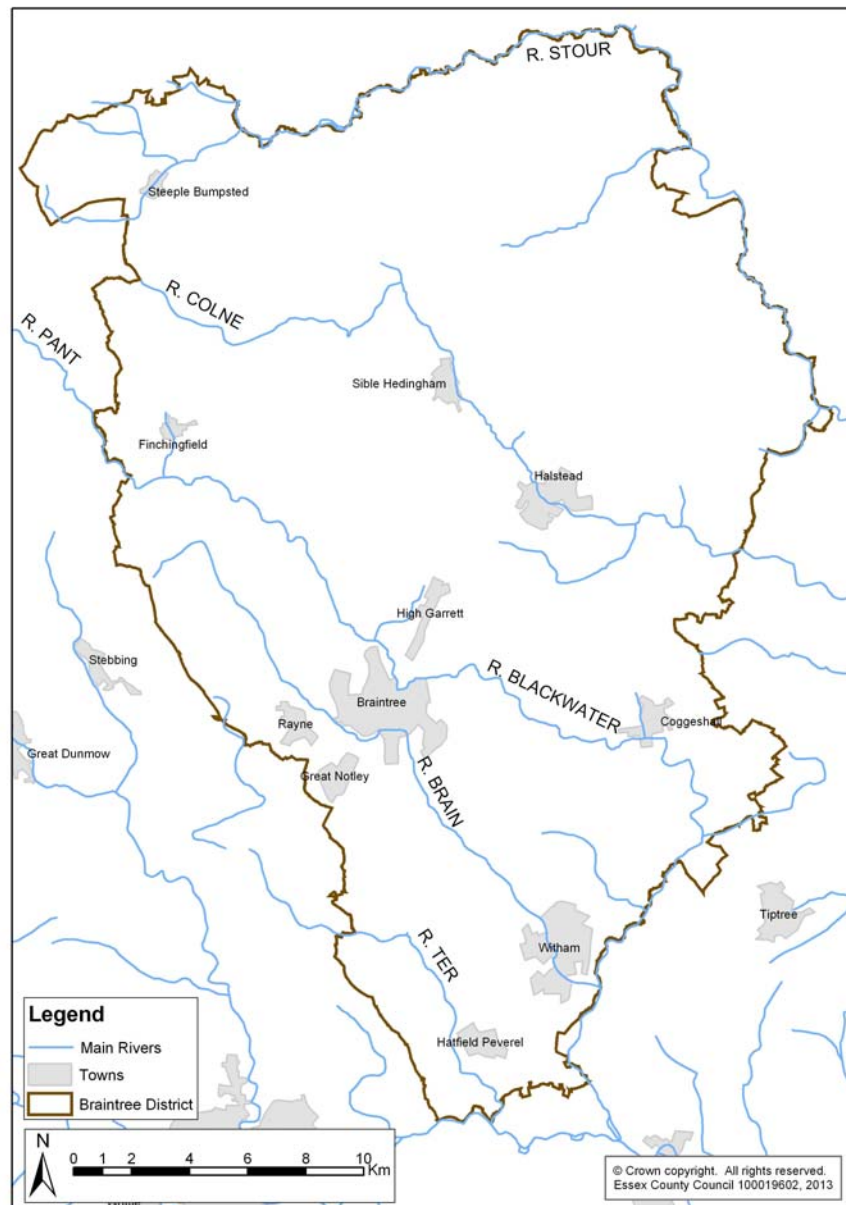 R. STOUR
Steeple Bumpsted
R. COLNE
R. PANT
Sible Hedingham
Finchingfield
Halstead
High Garrett
Stebbing
Braintree
R. BLACKWATER
Rayne
Coggeshall
Great Dunmow
Great Notley
R. BRAIN
Tiptree
Witham
R. TER
Hatfield Peverel
Legend
Main Rivers
Towns
Braintree District
N
0 1 2 4 6 8 10
Km
© Crown copyright. All rights reserved.
Essex County Council 100019602, 2013